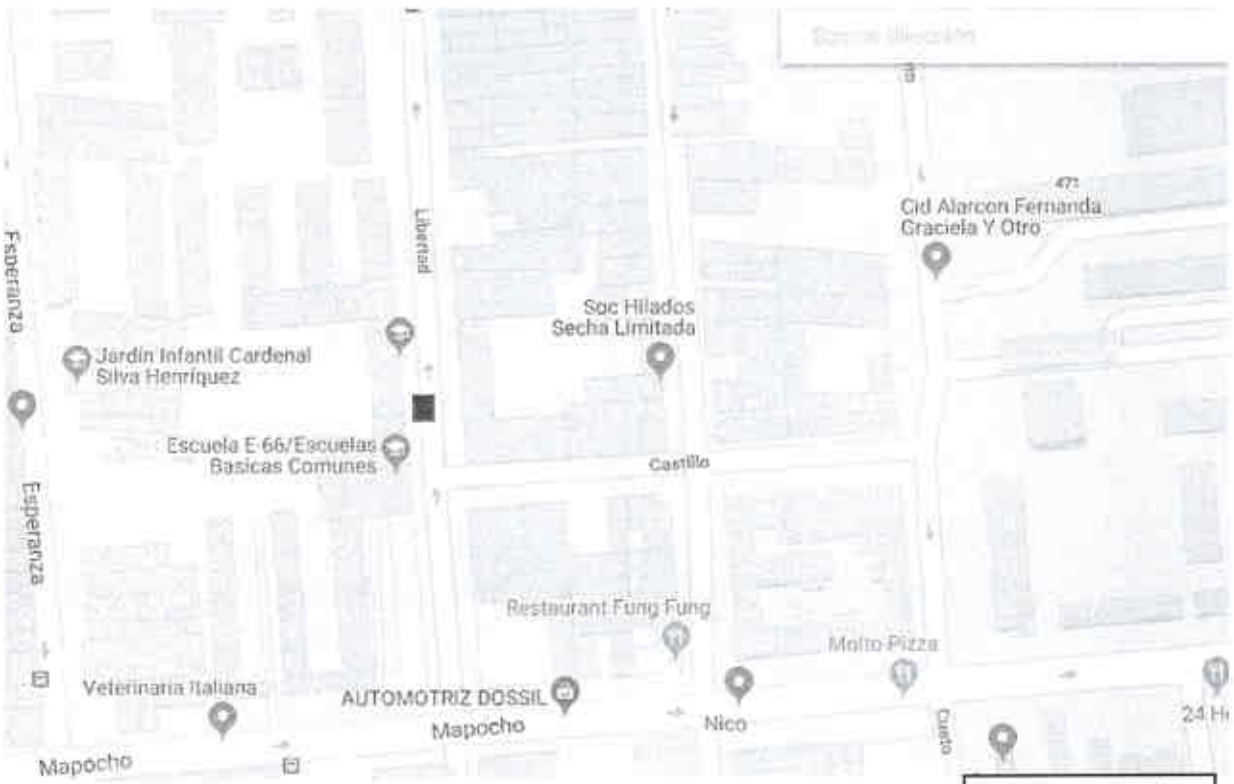 Buscar dirección
471
Cid Alarcon Fernanda
Graciela Y Otro
Libertad
Esperanza
Soc Hilados
Secha Limitada
Jardín Infantil Cardenal
Silva Henríquez
Escuela E-66/Escuelas
Basicas Comunes
Castillo
Esperanza
Restaurant Fung Fung
Molto Pizza
Veterinaria Italiana
AUTOMOTRIZ DOSSIL
Mapocho
Nico
Cueto
24 H
Mapocho